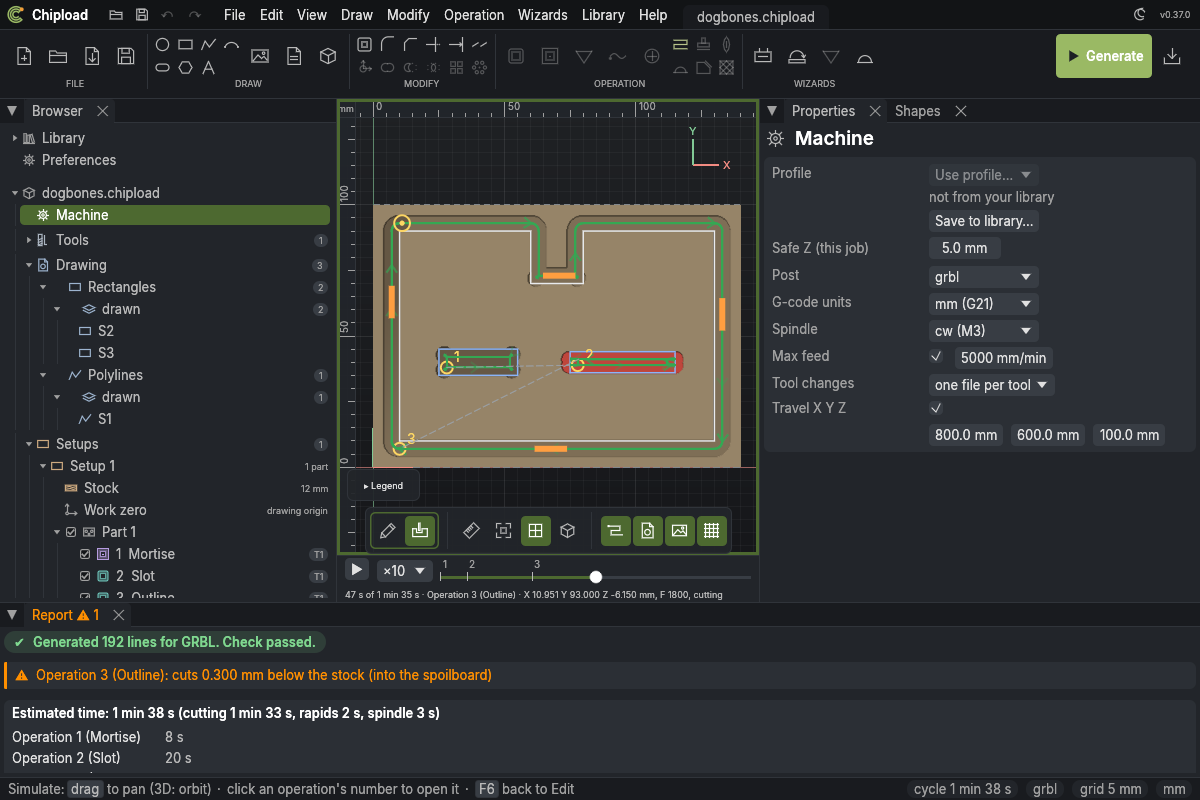 Chipload
File Edit View Draw Modify Operation Wizards Library Help
dogbones.chipload
v0.37.0
FILE
DRAW
MODIFY
OPERATION
WIZARDS
Generate
Browser
Library
Preferences
dogbones.chipload
Machine
Tools 1
Drawing 3
Rectangles 2
drawn 2
S2
S3
Polylines 1
drawn 1
S1
Setups 1
Setup 1 1 part
Stock 12 mm
Work zero drawing origin
Part 1
1 Mortise T1
2 Slot T1
3 Outline T1
mm 0 50 100
100
50
0
Y
X
1
2
3
Legend
×10
1 2 3
47 s of 1 min 35 s · Operation 3 (Outline) · X 10.951 Y 93.000 Z -6.150 mm, F 1800, cutting
Properties
Shapes
Machine
Profile Use profile...
not from your library
Save to library...
Safe Z (this job) 5.0 mm
Post grbl
G-code units mm (G21)
Spindle cw (M3)
Max feed 5000 mm/min
Tool changes one file per tool
Travel X Y Z
800.0 mm 600.0 mm 100.0 mm
Report 1
Generated 192 lines for GRBL. Check passed.
Operation 3 (Outline): cuts 0.300 mm below the stock (into the spoilboard)
Estimated time: 1 min 38 s (cutting 1 min 33 s, rapids 2 s, spindle 3 s)
Operation 1 (Mortise) 8 s
Operation 2 (Slot) 20 s
Simulate: drag to pan (3D: orbit) · click an operation's number to open it · F6 back to Edit
cycle 1 min 38 s grbl grid 5 mm mm